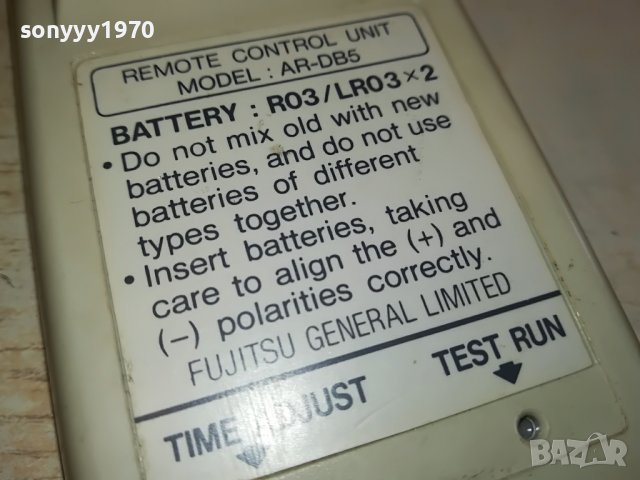 sonyyy1970
REMOTE CONTROL UNIT
MODEL : AR-DB5
BATTERY : R03/LR03×2
• Do not mix old with new
batteries, and do not use
batteries of different
types together.
• Insert batteries, taking
care to align the (+) and
(−) polarities correctly.
FUJITSU GENERAL LIMITED
TIME ADJUST TEST RUN
BAZAR